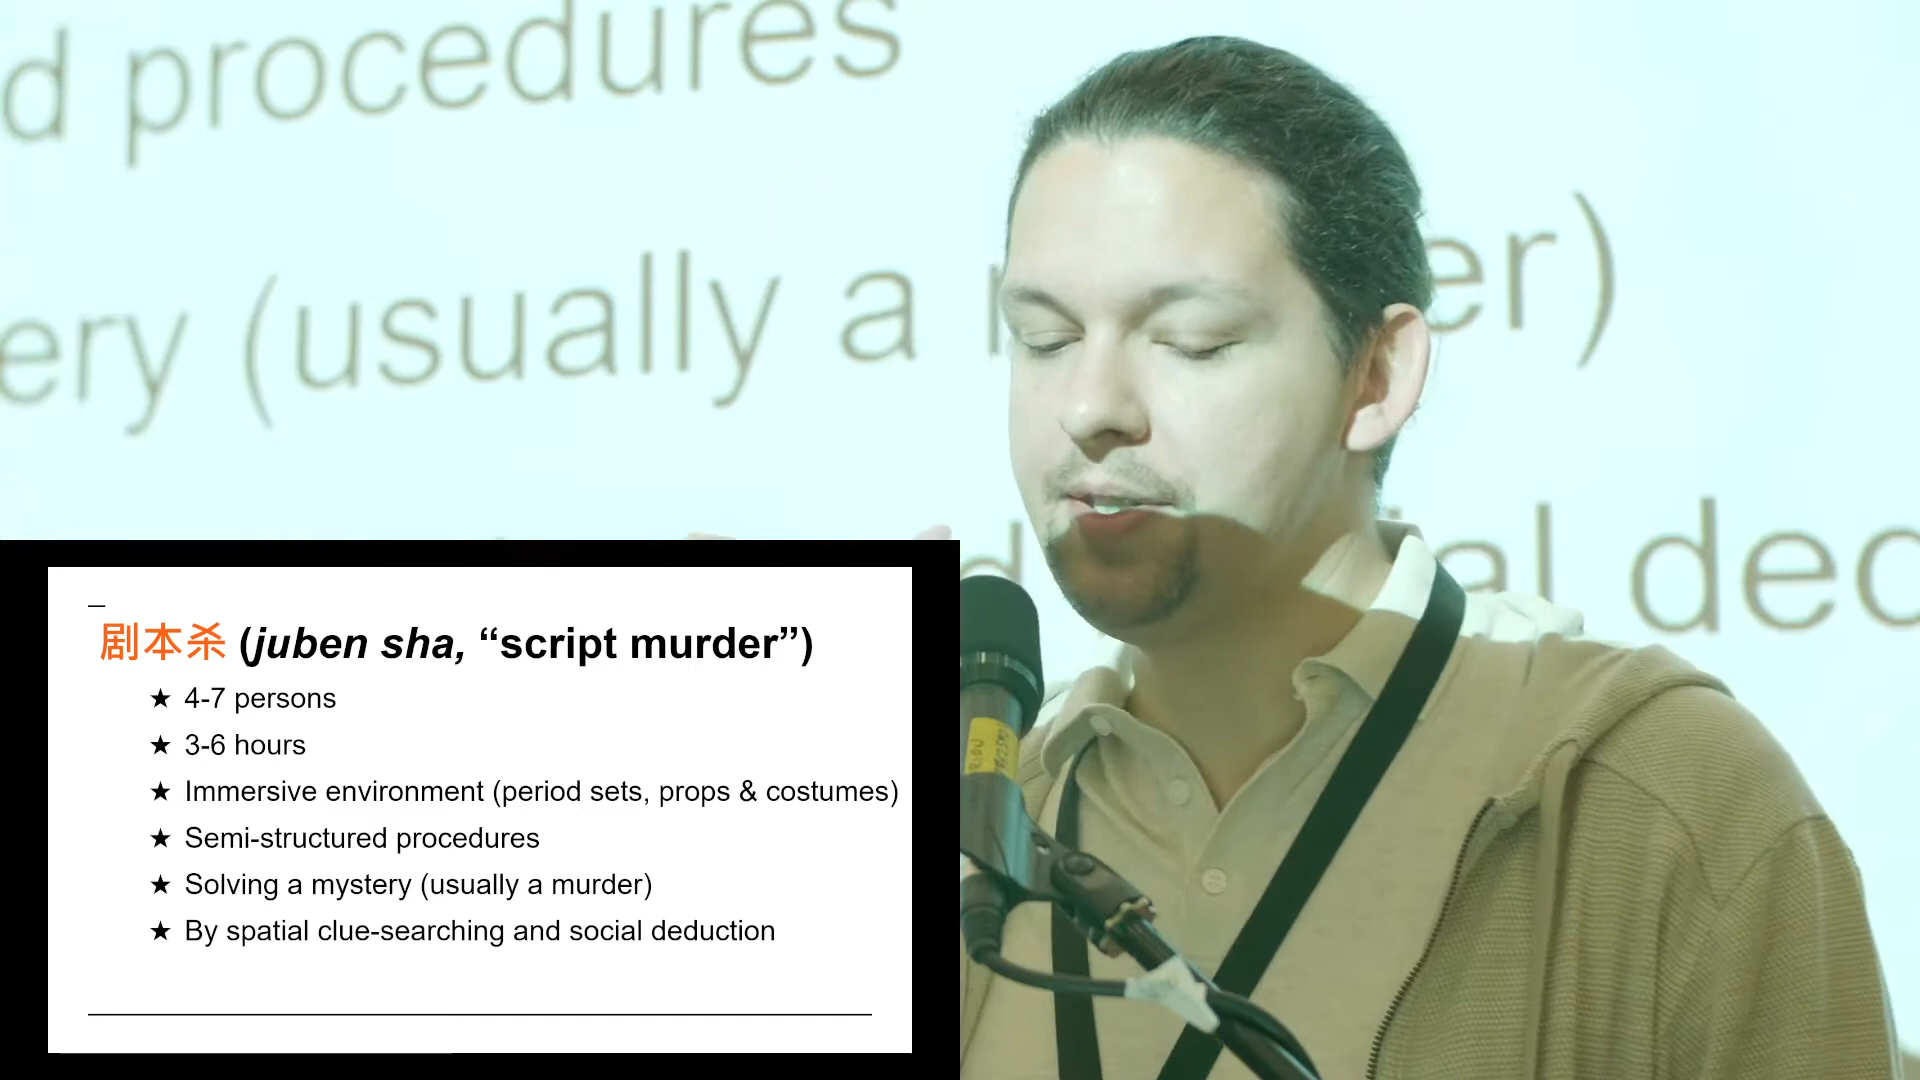 d procedures
ery (usually a
er)
ial dec
剧本杀 (juben sha, “script murder”)
★ 4-7 persons
★ 3-6 hours
★ Immersive environment (period sets, props & costumes)
★ Semi-structured procedures
★ Solving a mystery (usually a murder)
★ By spatial clue-searching and social deduction